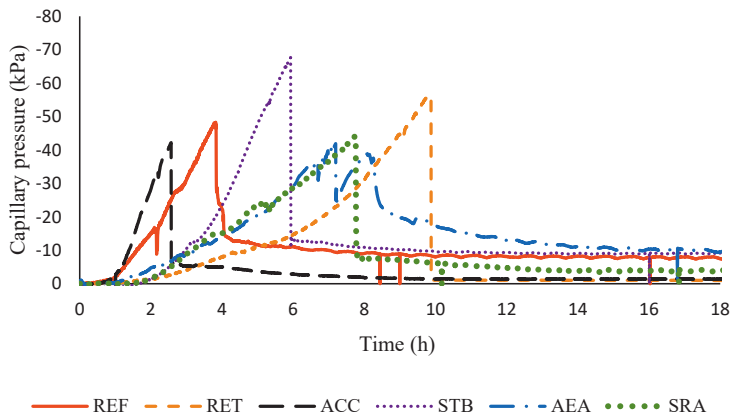 -80
-70
-60
-50
-40
-30
-20
-10
0
Capillary pressure (kPa)
0 2 4 6 8 10 12 14 16 18
Time (h)
REF RET ACC STB AEA SRA